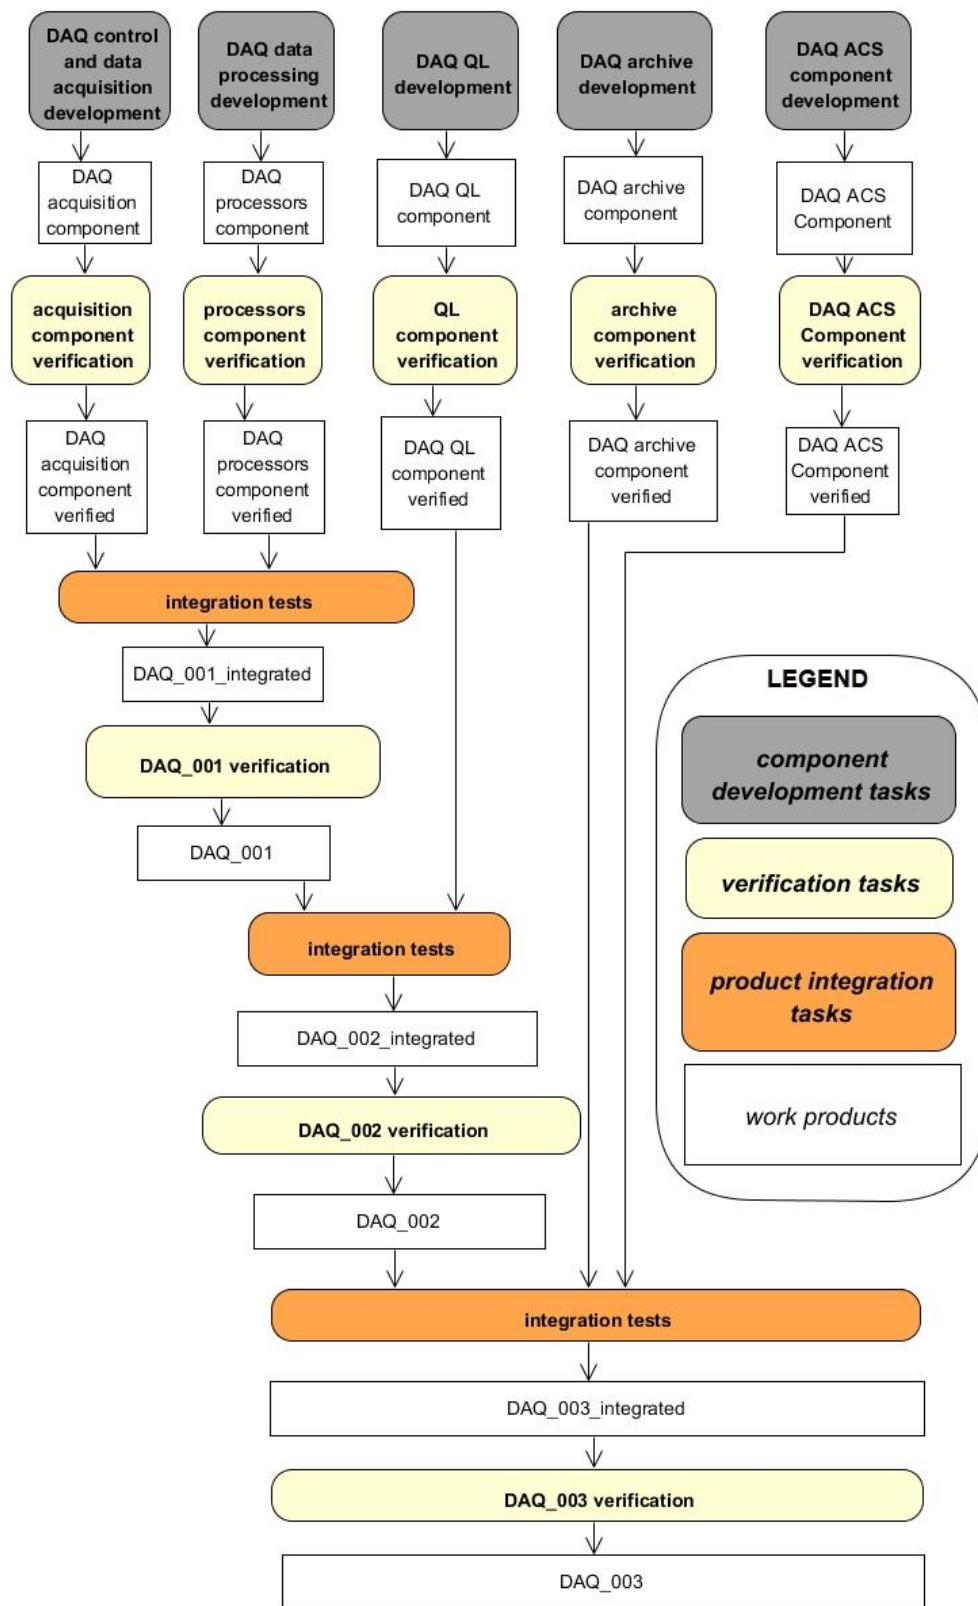 DAQ control
and data
acquisition
development
DAQ data
processing
development
DAQ QL
development
DAQ archive
development
DAQ ACS
component
development
DAQ
acquisition
component
DAQ
processors
component
DAQ QL
component
DAQ archive
component
DAQ ACS
Component
acquisition
component
verification
processors
component
verification
QL
component
verification
archive
component
verification
DAQ ACS
Component
verification
DAQ
acquisition
component
verified
DAQ
processors
component
verified
DAQ QL
component
verified
DAQ archive
component
verified
DAQ ACS
Component
verified
integration tests
DAQ_001_integrated
DAQ_001 verification
DAQ_001
integration tests
DAQ_002_integrated
DAQ_002 verification
DAQ_002
integration tests
DAQ_003_integrated
DAQ_003 verification
DAQ_003
LEGEND
component
development tasks
verification tasks
product integration
tasks
work products